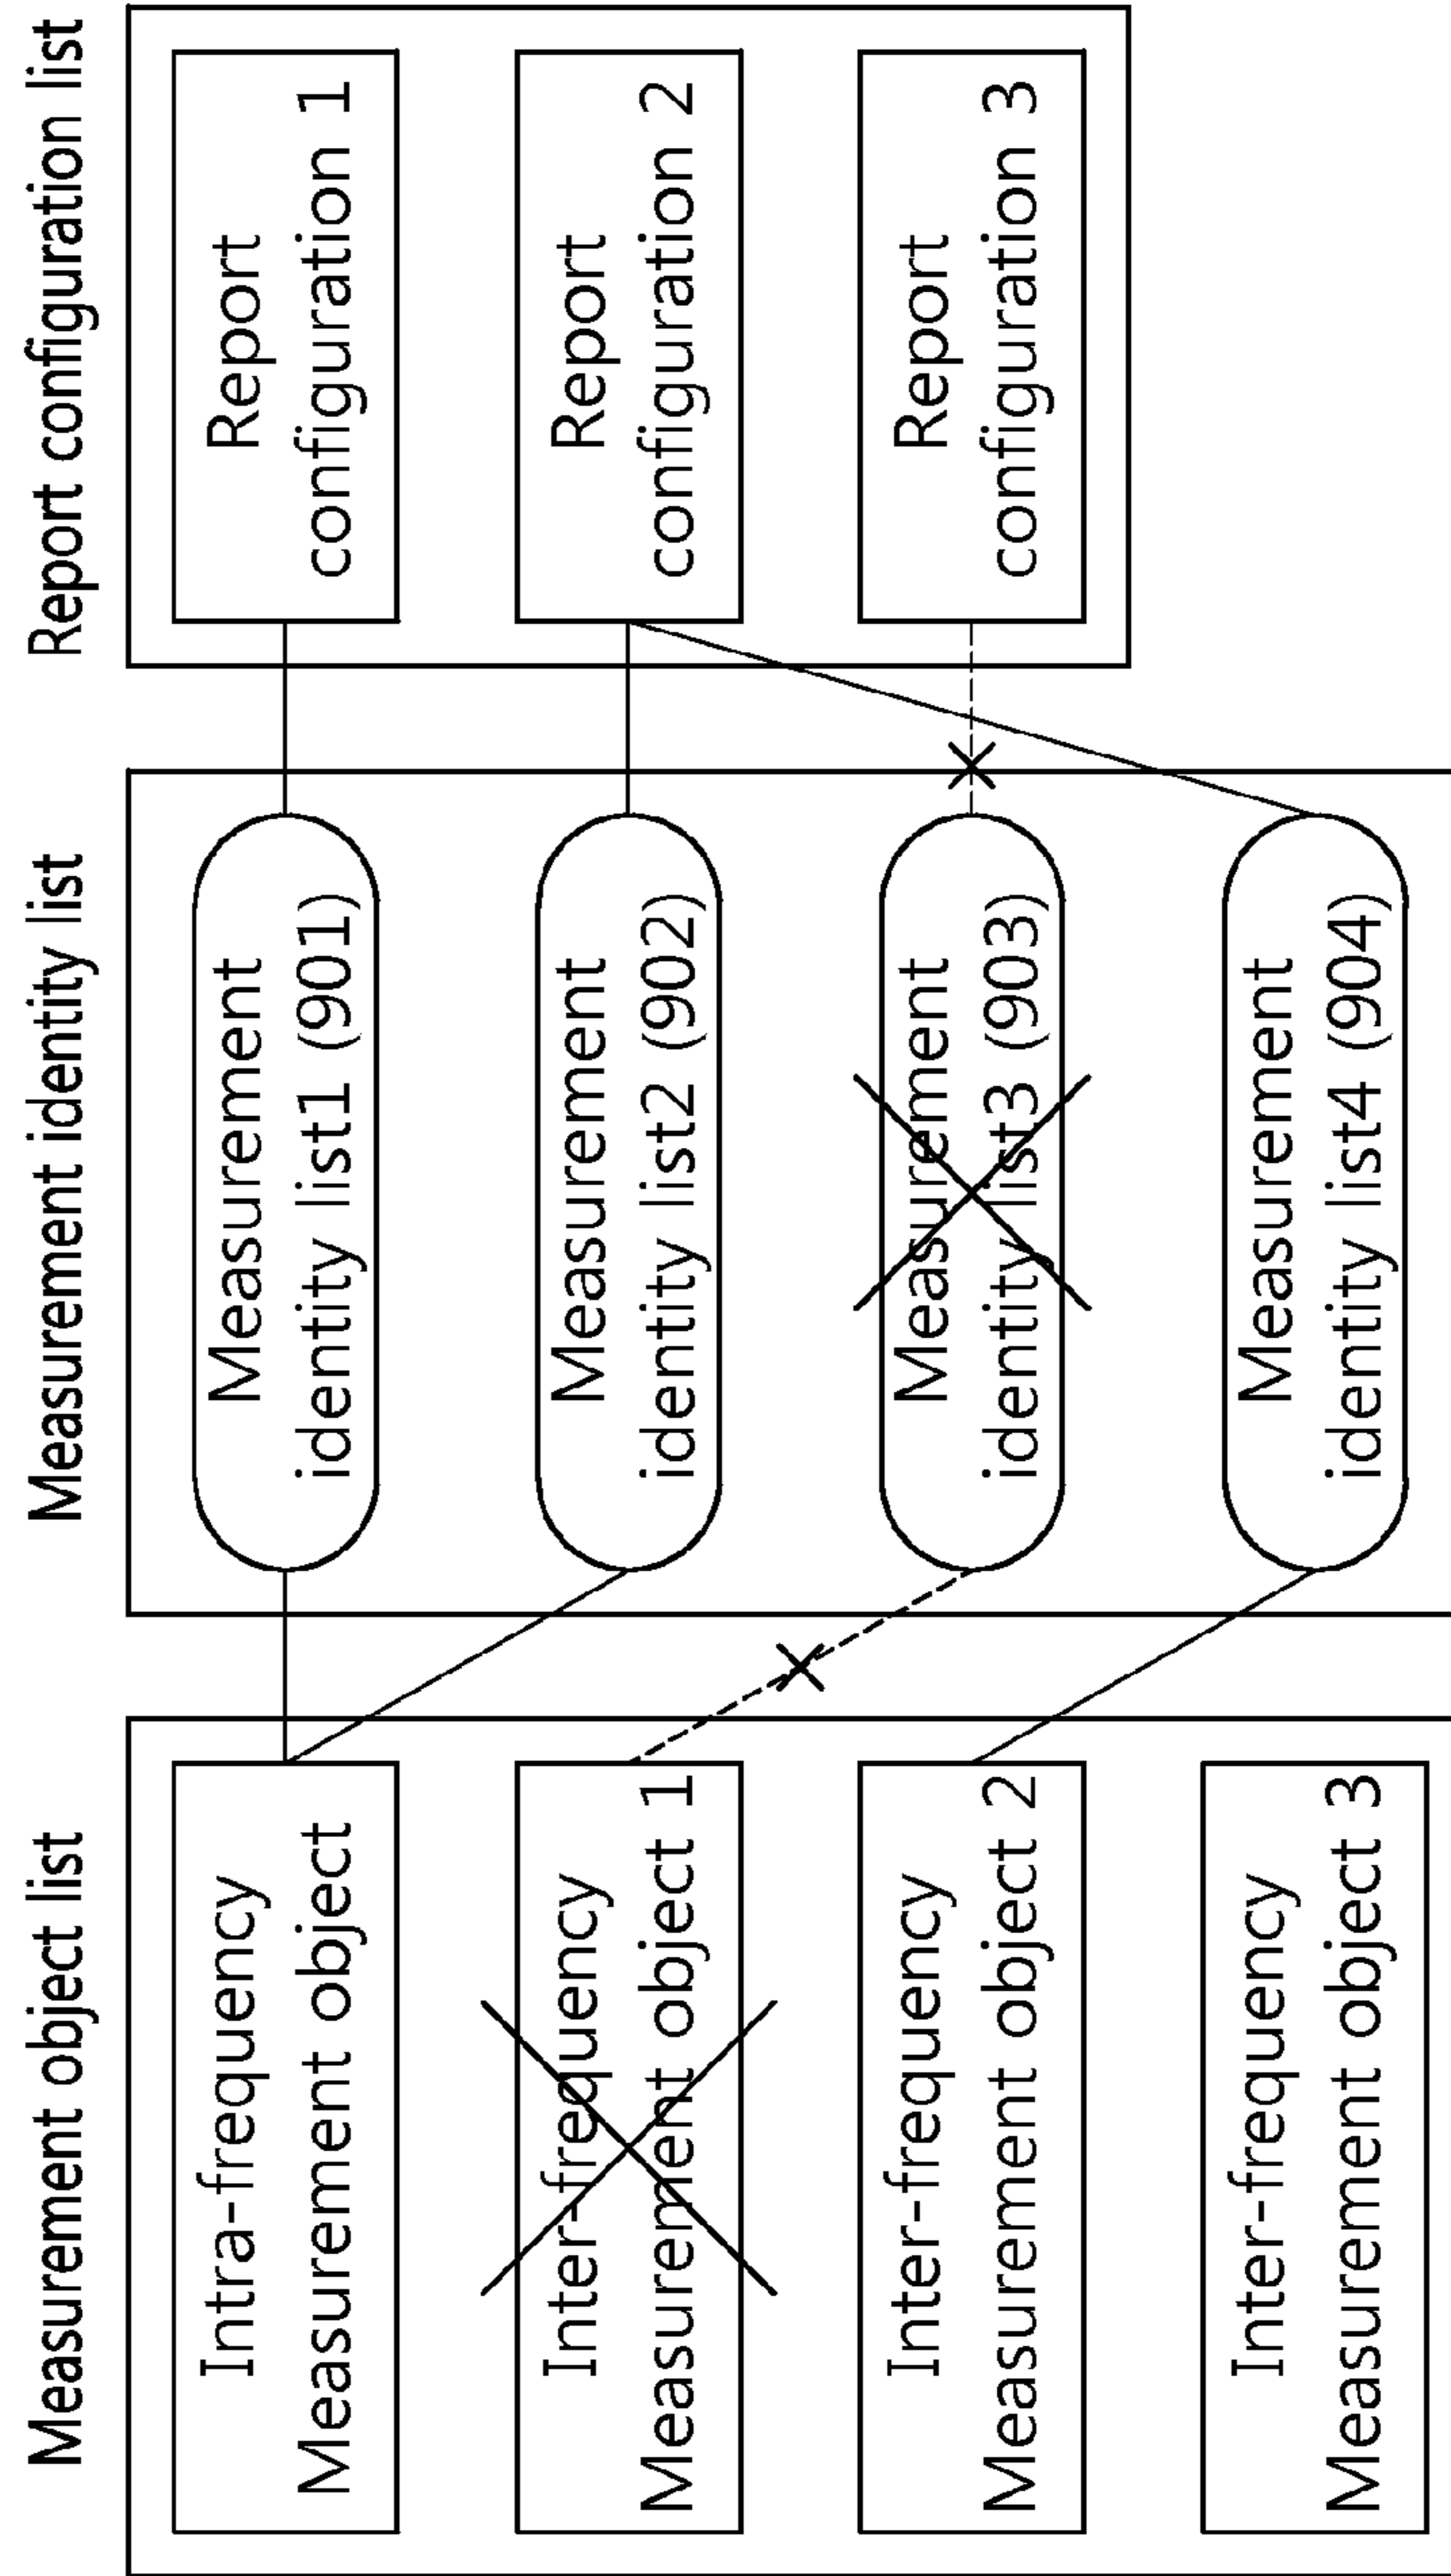 Measurement object list
Measurement identity list
Report configuration list
Intra-frequency
Measurement object
Measurement
identity list1 (901)
Report
configuration 1
Inter-frequency
Measurement object 1
Measurement
identity list2 (902)
Report
configuration 2
Inter-frequency
Measurement object 2
Measurement
identity list3 (903)
Report
configuration 3
Inter-frequency
Measurement object 3
Measurement
identity list4 (904)